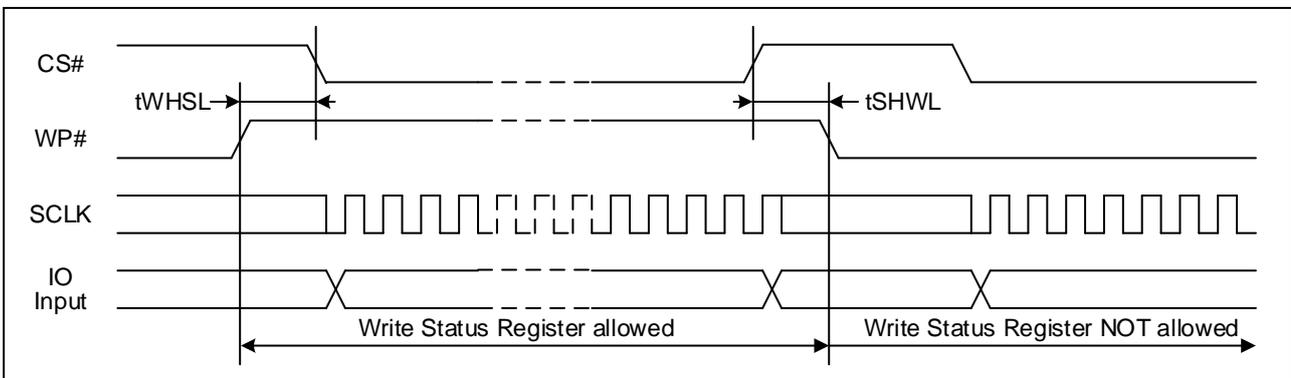 CS#
tWHSL
tSHWL
WP#
SCLK
IO
Input
Write Status Register allowed
Write Status Register NOT allowed